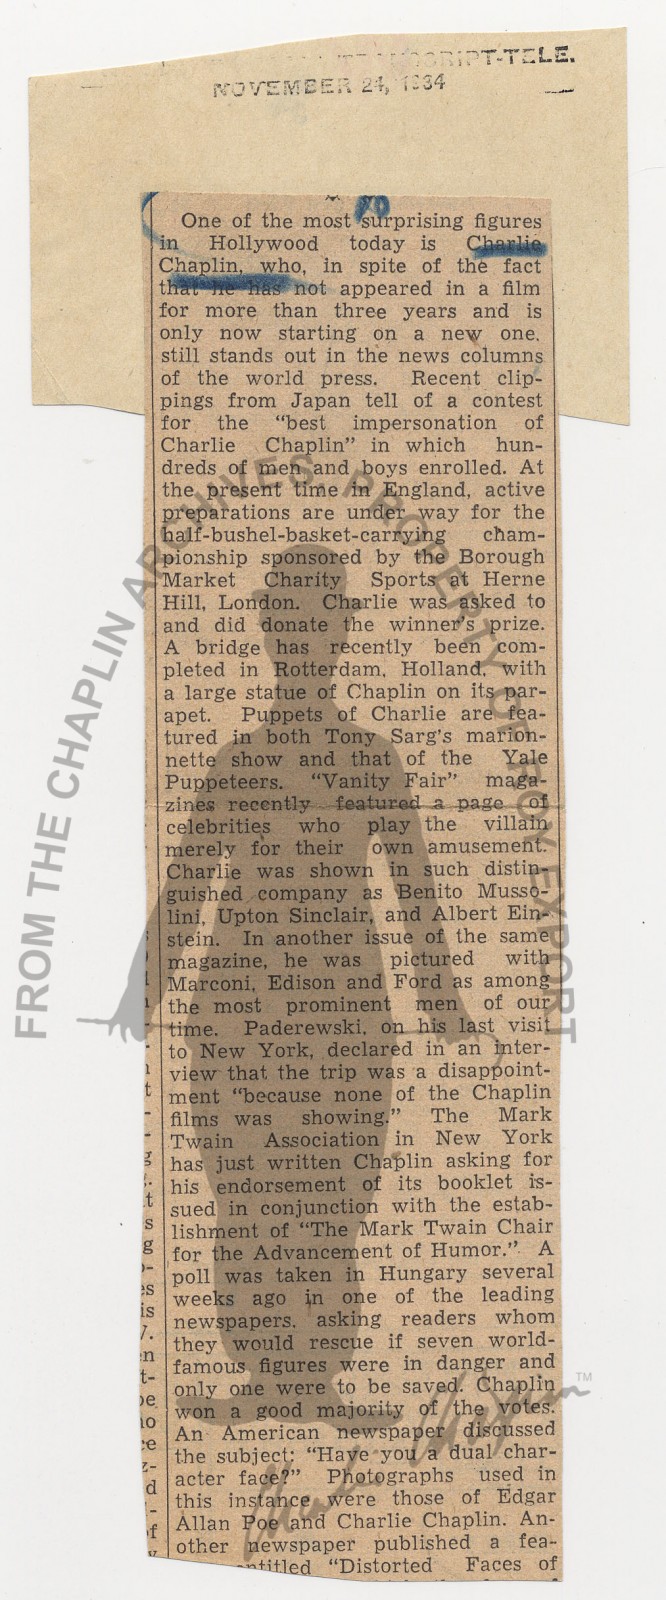 SCRIPT-TELE.
NOVEMBER 24, 1934
One of the most surprising figures
in Hollywood today is Charlie
Chaplin, who, in spite of the fact
that he has not appeared in a film
for more than three years and is
only now starting on a new one.
still stands out in the news columns
of the world press. Recent clip-
pings from Japan tell of a contest
for the "best impersonation of
Charlie Chaplin" in which hun-
dreds of men and boys enrolled. At
the present time in England, active
preparations are under way for the
half-bushel-basket-carrying cham-
pionship sponsored by the Borough
Market Charity Sports at Herne
Hill, London. Charlie was asked to
and did donate the winner's prize.
A bridge has recently been com-
pleted in Rotterdam, Holland, with
a large statue of Chaplin on its par-
apet. Puppets of Charlie are fea-
tured in both Tony Sarg's marion-
nette show and that of the Yale
Puppeteers. "Vanity Fair" maga-
zines recently featured a page of
celebrities who play the villain
merely for their own amusement.
Charlie was shown in such distin-
guished company as Benito Musso-
lini, Upton Sinclair, and Albert Ein-
stein. In another issue of the same
magazine, he was pictured with
Marconi, Edison and Ford as among
the most prominent men of our
time. Paderewski, on his last visit
to New York, declared in an inter-
view that the trip was a disappoint-
ment "because none of the Chaplin
films was showing." The Mark
Twain Association in New York
has just written Chaplin asking for
his endorsement of its booklet is-
sued in conjunction with the estab-
lishment of "The Mark Twain Chair
for the Advancement of Humor." A
poll was taken in Hungary several
weeks ago in one of the leading
newspapers, asking readers whom
they would rescue if seven world-
famous figures were in danger and
only one were to be saved. Chaplin
won a good majority of the votes.
An American newspaper discussed
the subject: "Have you a dual char-
acter face?" Photographs used in
this instance were those of Edgar
Allan Poe and Charlie Chaplin. An-
other newspaper published a fea-
entitled "Distorted Faces of
FROM THE CHAPLIN ARCHIVES. PROPERTY OF ROY EXPORT
Charlie Chaplin TM